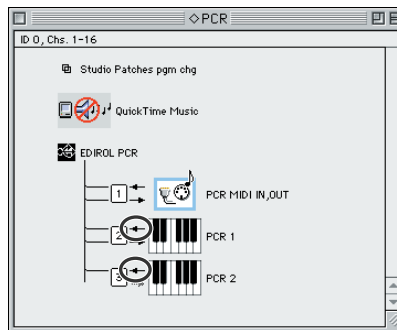 ◇PCR
ID 0, Chs. 1-16
Studio Patches pgm chg
QuickTime Music
EDIROL PCR
1
PCR MIDI IN,OUT
2
PCR 1
3
PCR 2